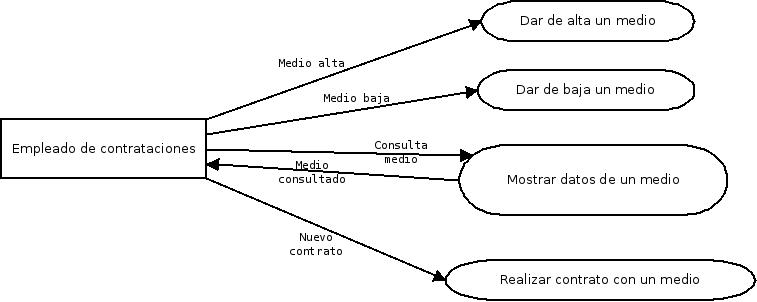 Dar de alta un medio
Medio alta
Dar de baja un medio
Medio baja
Empleado de contrataciones
Consulta
medio
Medio
consultado
Mostrar datos de un medio
Nuevo
contrato
Realizar contrato con un medio